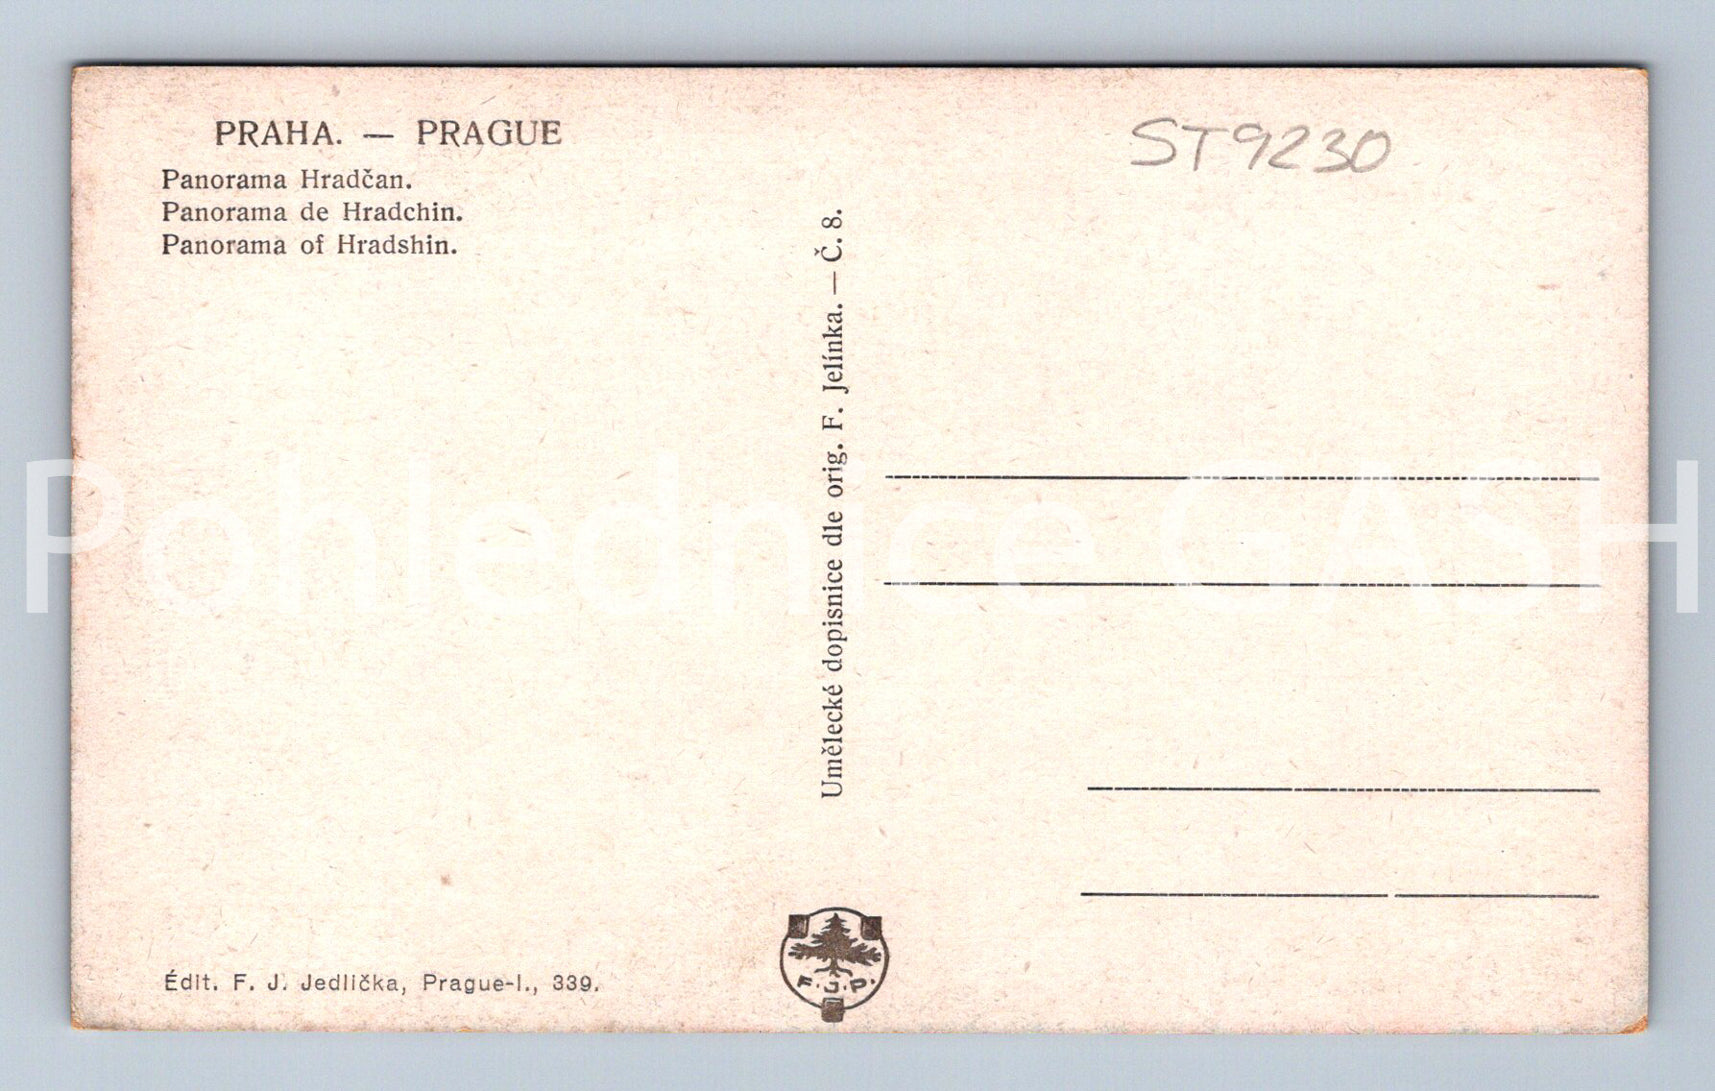 PRAHA. — PRAGUE
Panorama Hradčan.
Panorama de Hradchin.
Panorama of Hradshin.
ST9230
Umělecké dopisnice dle orig. F. Jelínka. — Č. 8.
Pohlednice GASH
Édit. F. J. Jedlička, Prague-I., 339.
F. J. P.